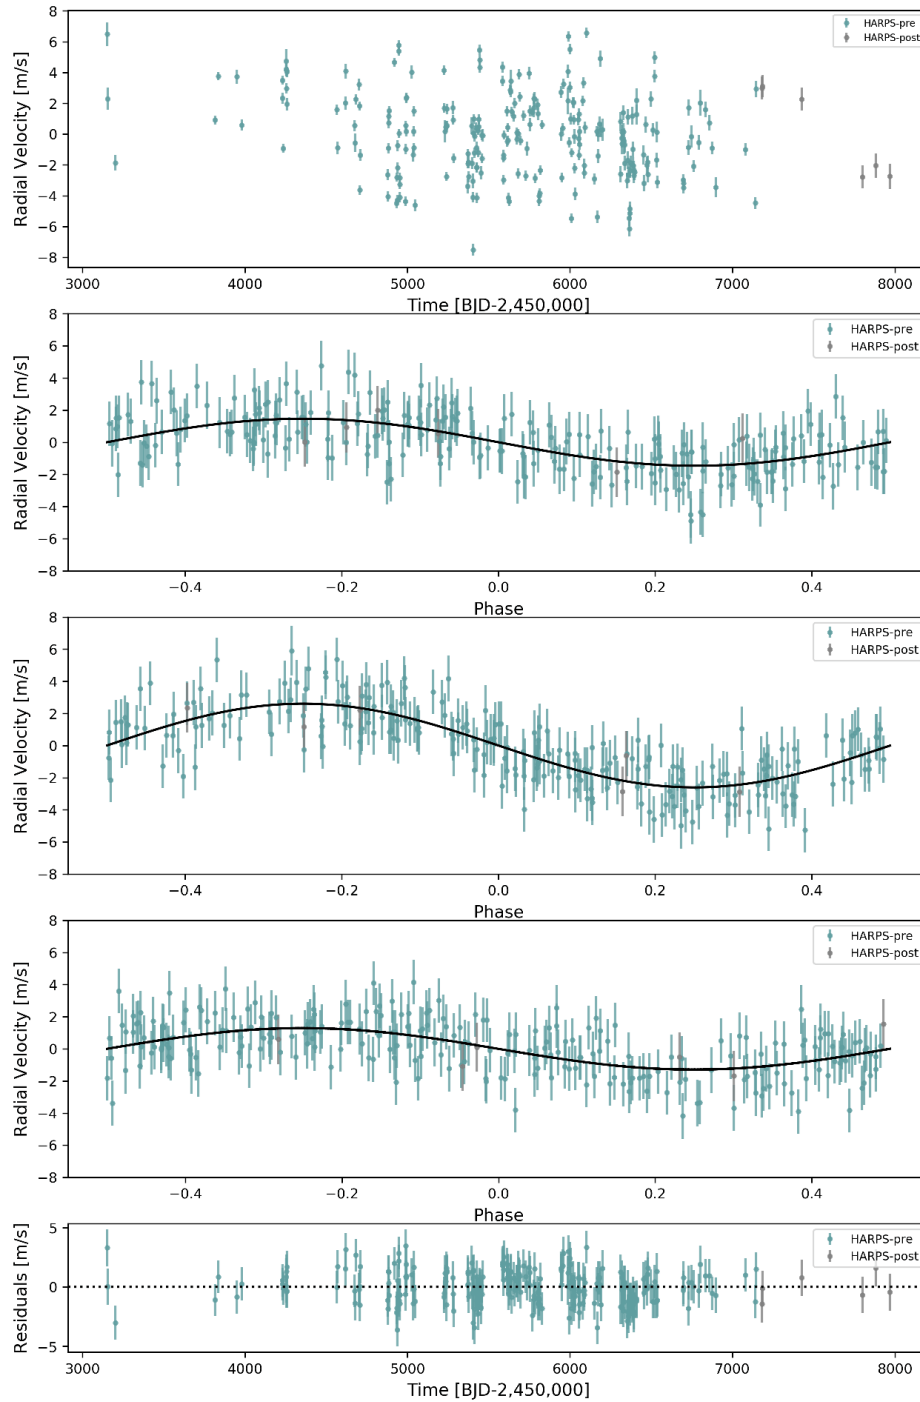 8
6
4
2
0
−2
−4
−6
−8
Radial Velocity [m/s]
HARPS-pre
HARPS-post
3000 4000 5000 6000 7000 8000
Time [BJD-2,450,000]
8
6
4
2
0
−2
−4
−6
−8
Radial Velocity [m/s]
HARPS-pre
HARPS-post
−0.4 −0.2 0.0 0.2 0.4
Phase
8
6
4
2
0
−2
−4
−6
−8
Radial Velocity [m/s]
HARPS-pre
HARPS-post
−0.4 −0.2 0.0 0.2 0.4
Phase
8
6
4
2
0
−2
−4
−6
−8
Radial Velocity [m/s]
HARPS-pre
HARPS-post
−0.4 −0.2 0.0 0.2 0.4
Phase
5
0
−5
Residuals [m/s]
HARPS-pre
HARPS-post
3000 4000 5000 6000 7000 8000
Time [BJD-2,450,000]